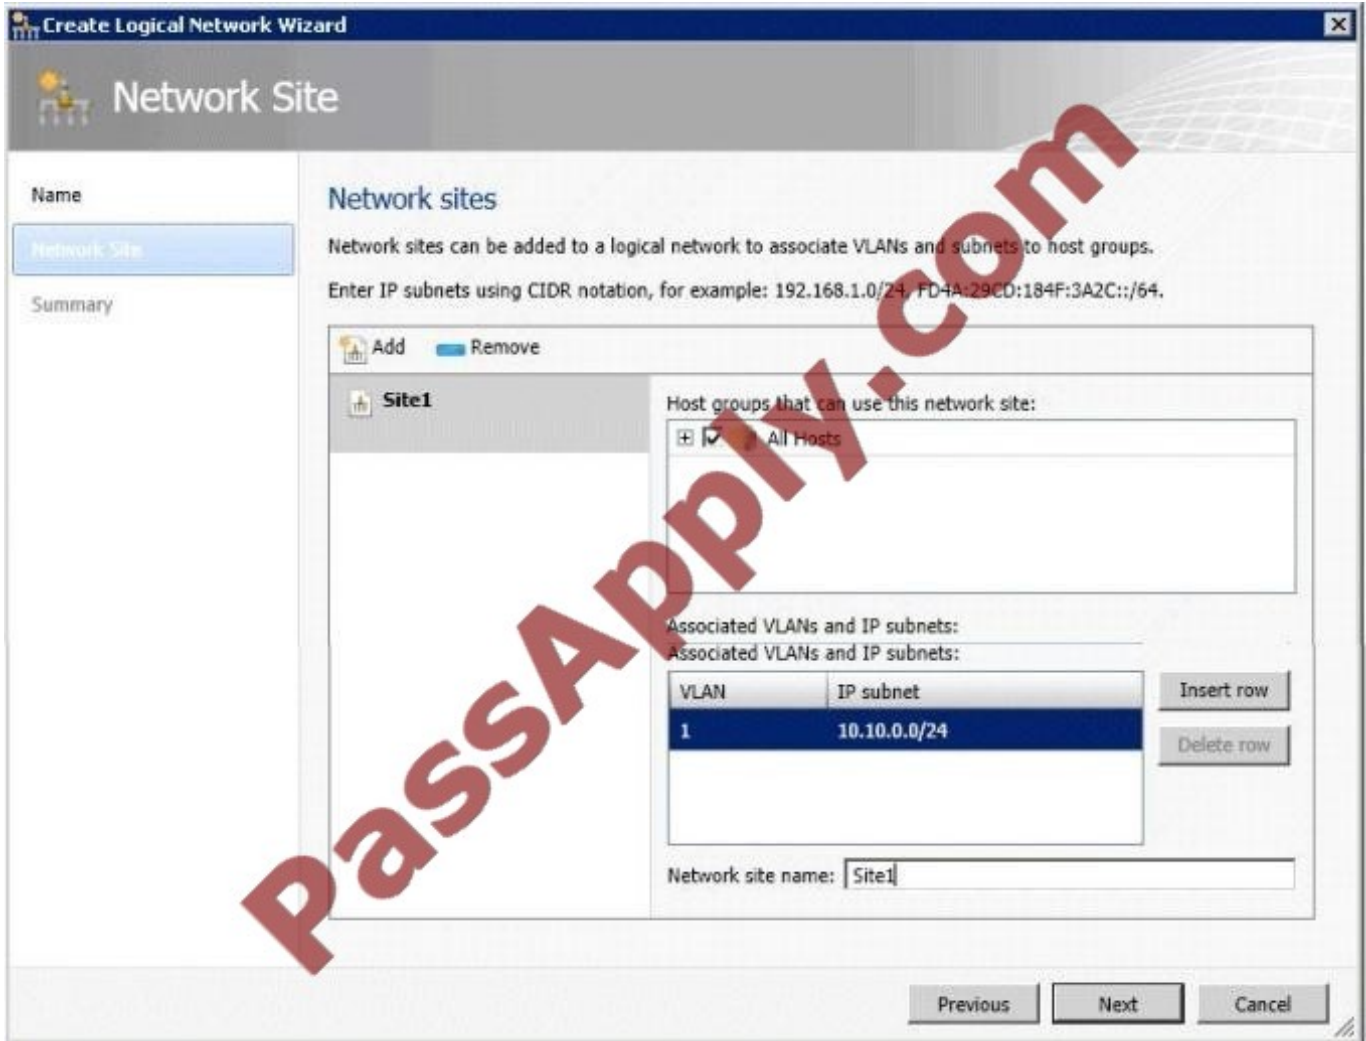 Create Logical Network Wizard
Network Site
Name
Network Site
Summary
Network sites
Network sites can be added to a logical network to associate VLANs and subnets to host groups.
Enter IP subnets using CIDR notation, for example: 192.168.1.0/24, FD4A:29CD:184F:3A2C::/64.
Add Remove
Site1
Host groups that can use this network site:
All Hosts
Associated VLANs and IP subnets:
Associated VLANs and IP subnets:
VLAN IP subnet
1 10.10.0.0/24
Insert row
Delete row
Network site name: Site1
Previous Next Cancel
PassApply.com